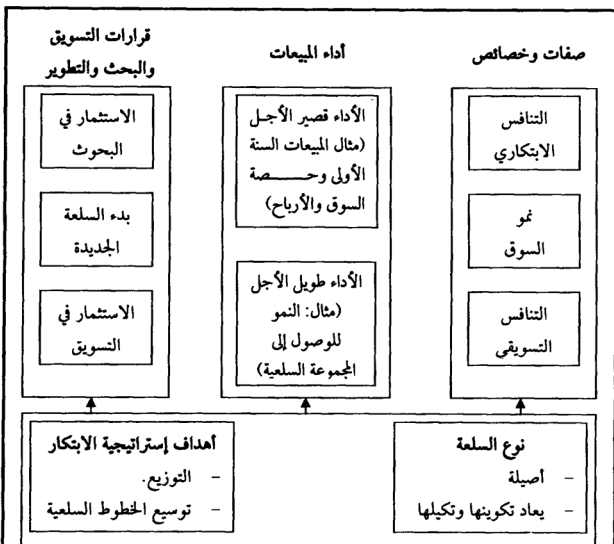 صفات وخصائص
أداء المبيعات
قرارات التسويق
والبحث والتطوير
التنافس
الابتكاري
نمو
السوق
التنافس
التسويقي
الأداء قصير الأجل
(مثال المبيعات السنة
الأولى وحصة
السوق والأرباح)
الأداء طويل الأجل
(مثال: النمو
للوصول إلى
المجموعة السلعية)
الاستثمار في
البحوث
بدء السلعة
الجديدة
الاستثمار في
التسويق
نوع السلعة
- أصيلة
- يعاد تكوينها وتكيلها
أهداف إستراتيجية الابتكار
- التوزيع.
- توسيع الخطوط السلعية